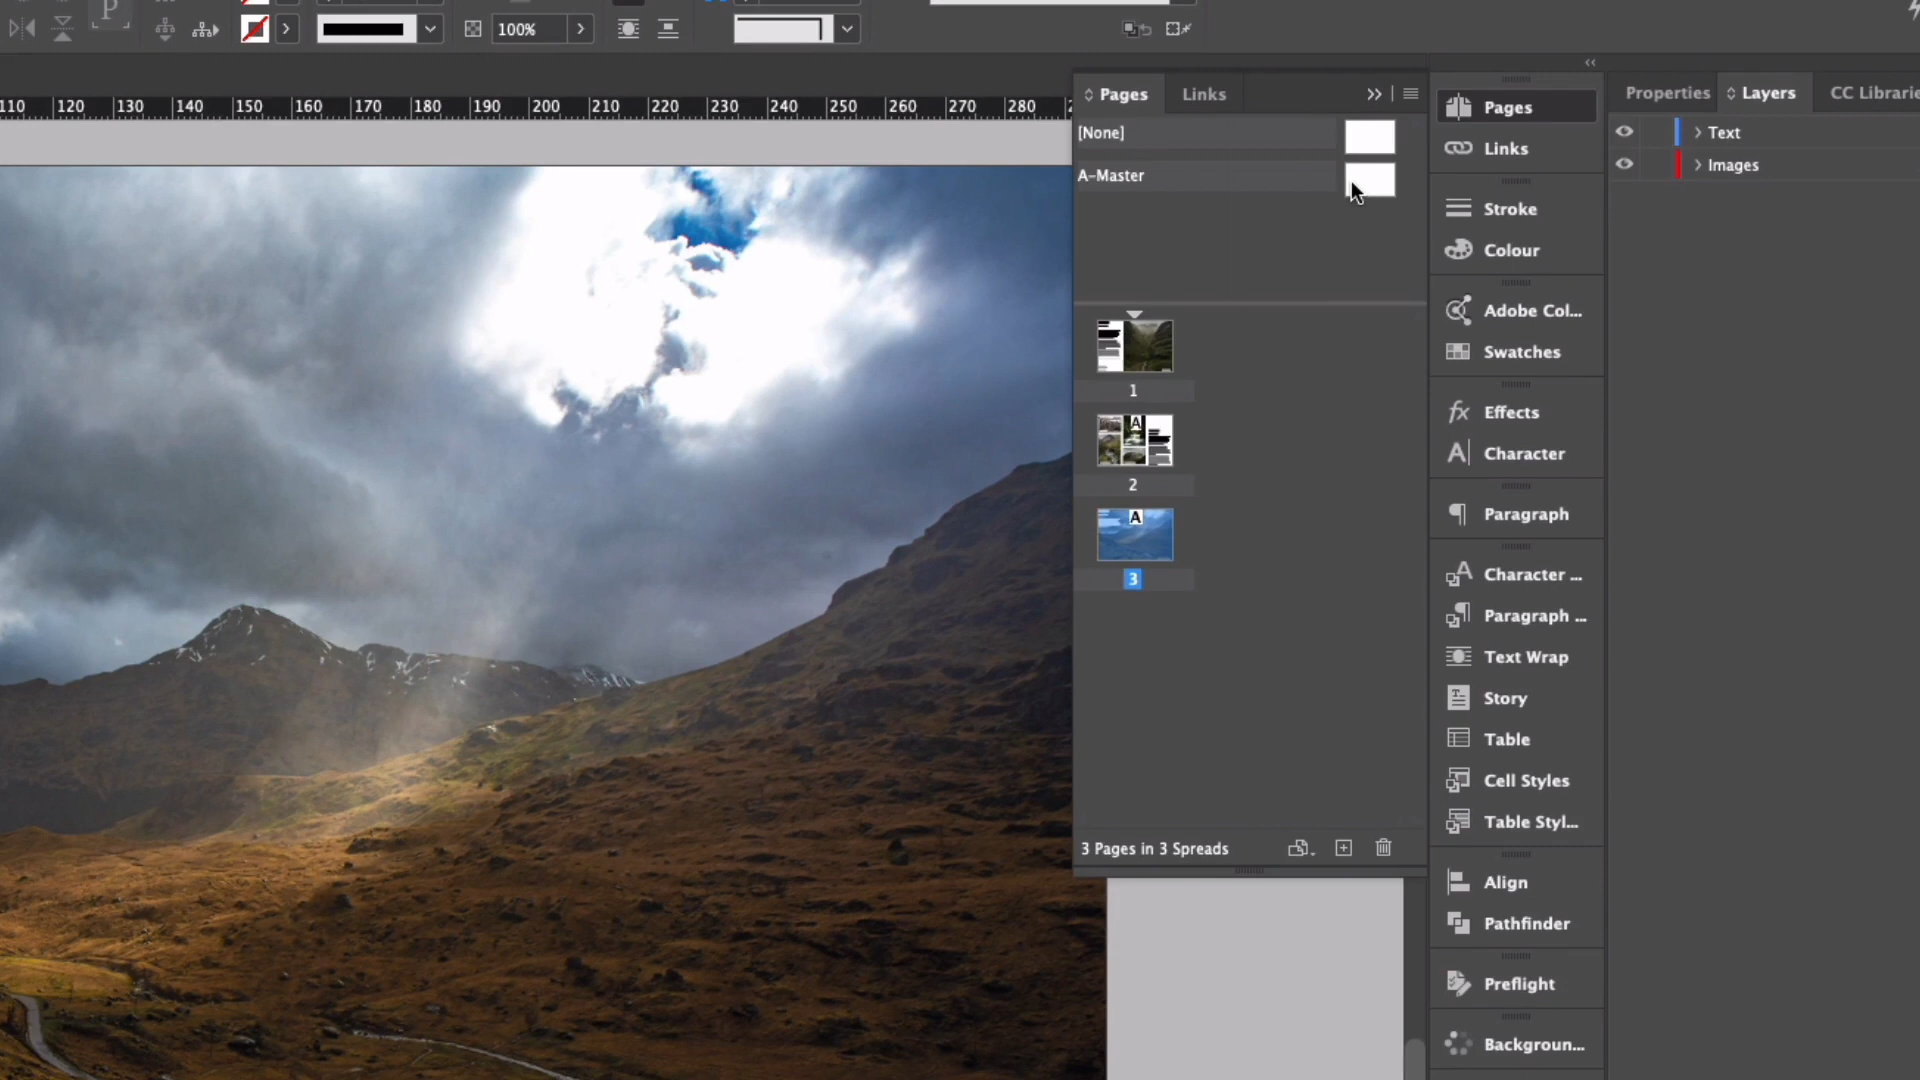 P
100%
110 120 130 140 150 160 170 180 190 200 210 220 230 240 250 260 270 280
Pages Links
[None]
A-Master
1
A
2
A
3
3 Pages in 3 Spreads
Pages
Links
Stroke
Colour
Adobe Col...
Swatches
fx Effects
A Character
Paragraph
Character ...
Paragraph ...
Text Wrap
Story
Table
Cell Styles
Table Styl...
Align
Pathfinder
Preflight
Backgroun...
Properties Layers CC Librarie
Text
Images